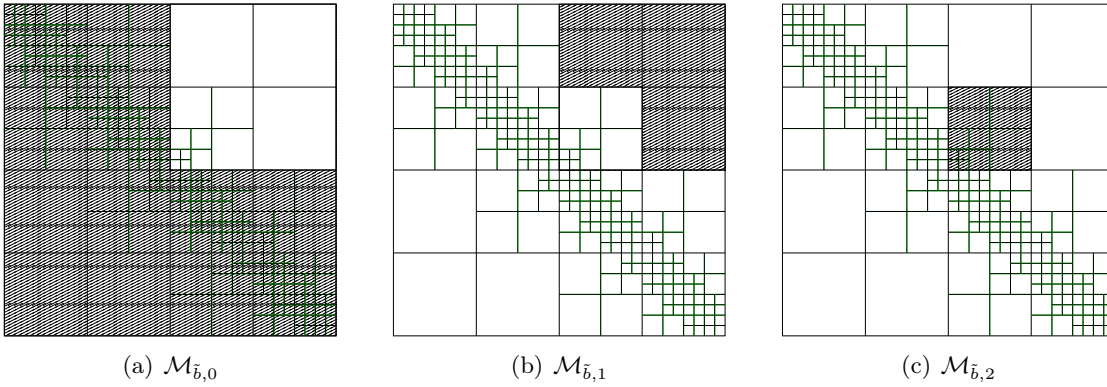 (a) $\mathcal{M}_{\tilde{b},0}$
(b) $\mathcal{M}_{\tilde{b},1}$
(c) $\mathcal{M}_{\tilde{b},2}$